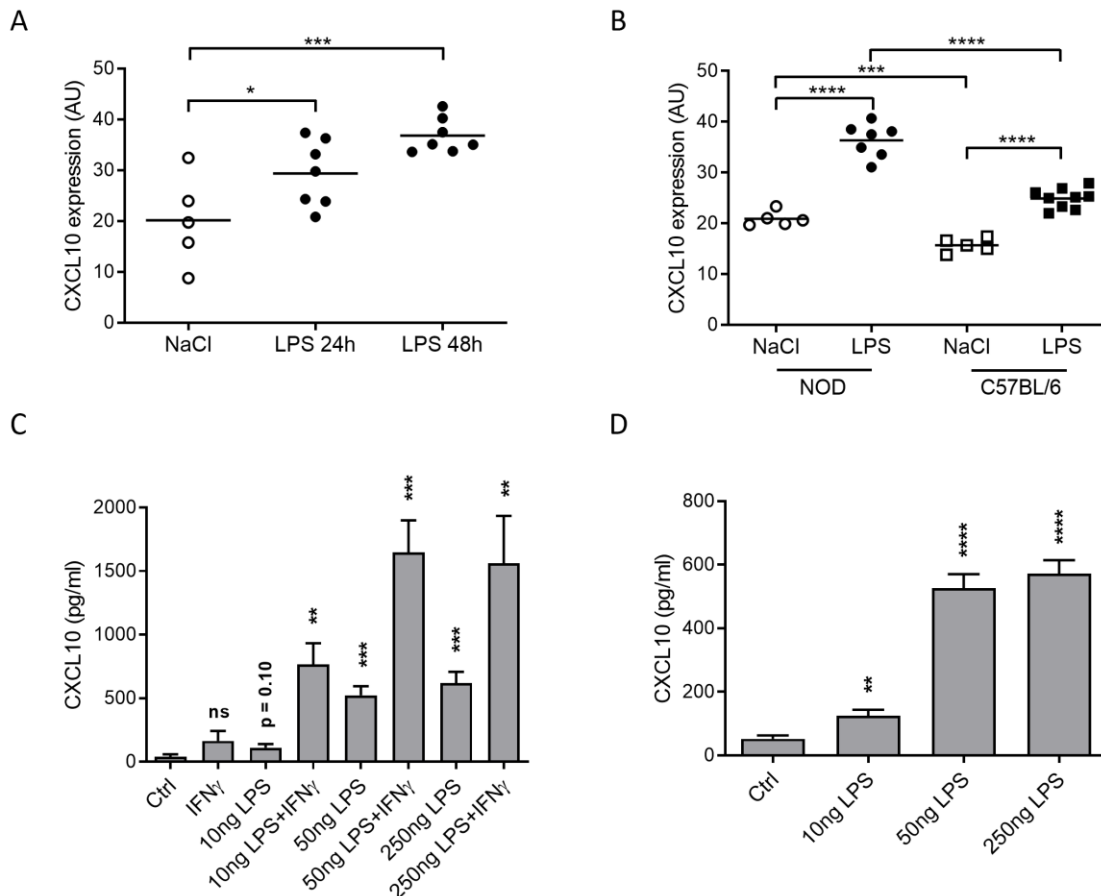 A
***
*
50
40
30
20
10
0
CXCL10 expression (AU)
NaCl
LPS 24h
LPS 48h
B
****
***
****
****
50
40
30
20
10
0
CXCL10 expression (AU)
NaCl
LPS
NaCl
LPS
NOD
C57BL/6
C
2000
1500
1000
500
0
CXCL10 (pg/ml)
ns
p = 0.10
**
***
***
***
**
Ctrl
IFNγ
10ng LPS
10ng LPS+IFNγ
50ng LPS
50ng LPS+IFNγ
250ng LPS
250ng LPS+IFNγ
D
800
600
400
200
0
CXCL10 (pg/ml)
**
****
****
Ctrl
10ng LPS
50ng LPS
250ng LPS